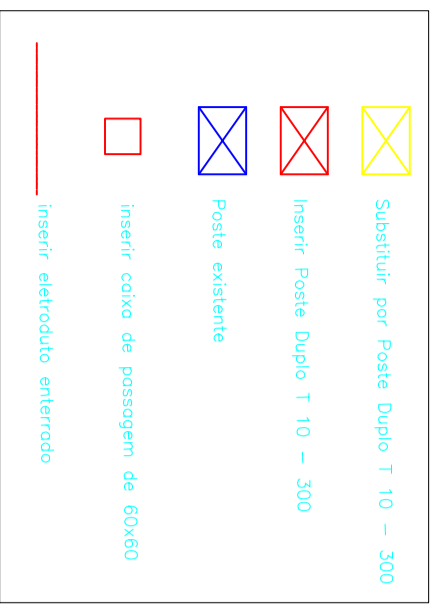 Substituir por Poste Duplo T 10 - 300
Inserir Poste Duplo T 10 - 300
Poste existente
inserir caixa de passagem de 60x60
inserir eletroduto enterrado